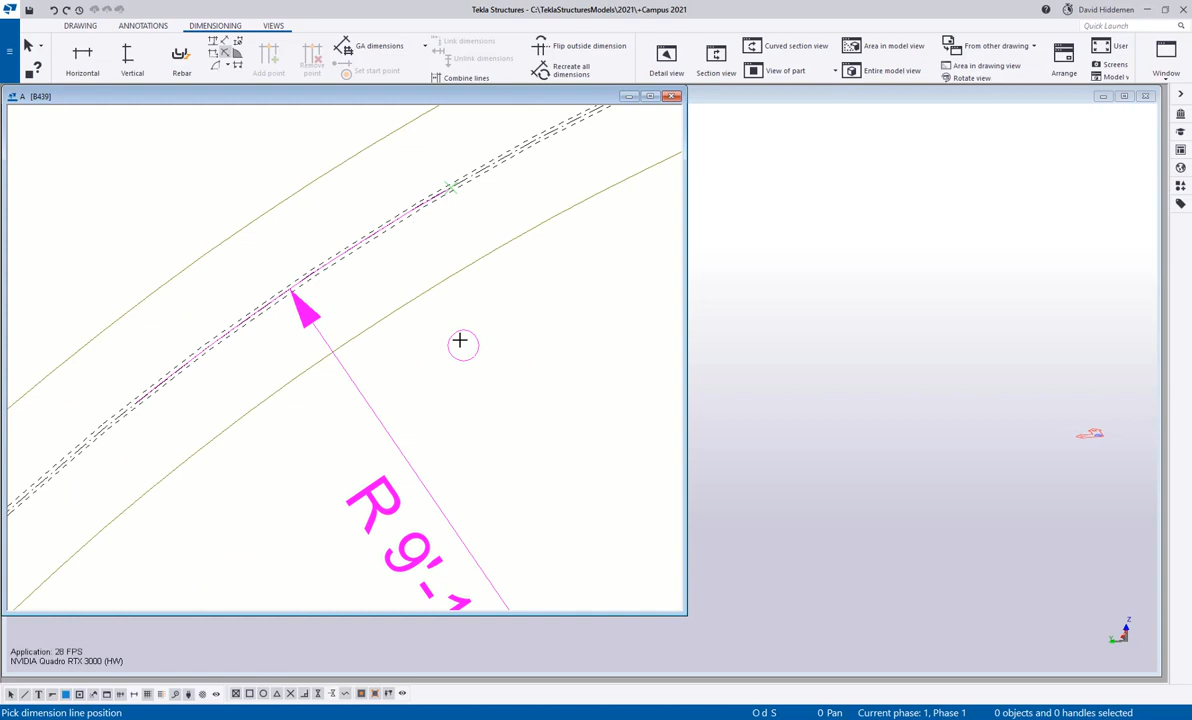 Tekla Structures - C:\TeklaStructuresModels\2021\+Campus 2021
David Hiddemen
DRAWING
ANNOTATIONS
DIMENSIONING
VIEWS
Quick Launch
Horizontal
Vertical
Rebar
Add point
Remove point
GA dimensions
Set start point
Link dimensions
Unlink dimensions
Combine lines
Flip outside dimension
Recreate all dimensions
Detail view
Section view
Curved section view
View of part
Area in model view
Entire model view
From other drawing
Area in drawing view
Rotate view
Arrange
User
Screens
Model v
Window
A [B439]
R 9'-1
Z
Y
Application: 28 FPS
NVIDIA Quadro RTX 3000 (HW)
Pick dimension line position
O d S
0 Pan
Current phase: 1, Phase 1
0 objects and 0 handles selected